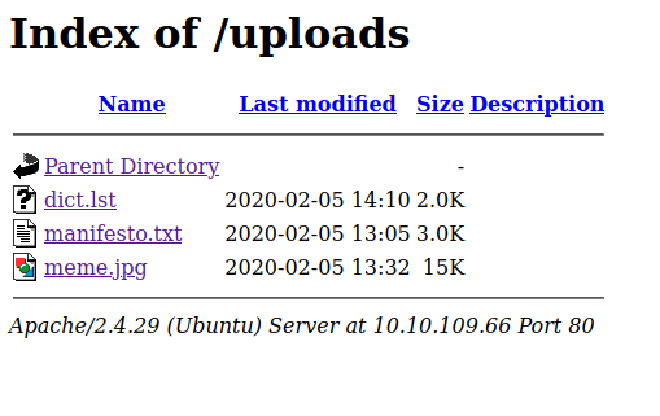 Index of /uploads
Name Last modified Size Description
Parent Directory -
dict.lst 2020-02-05 14:10 2.0K
manifesto.txt 2020-02-05 13:05 3.0K
meme.jpg 2020-02-05 13:32 15K
Apache/2.4.29 (Ubuntu) Server at 10.10.109.66 Port 80